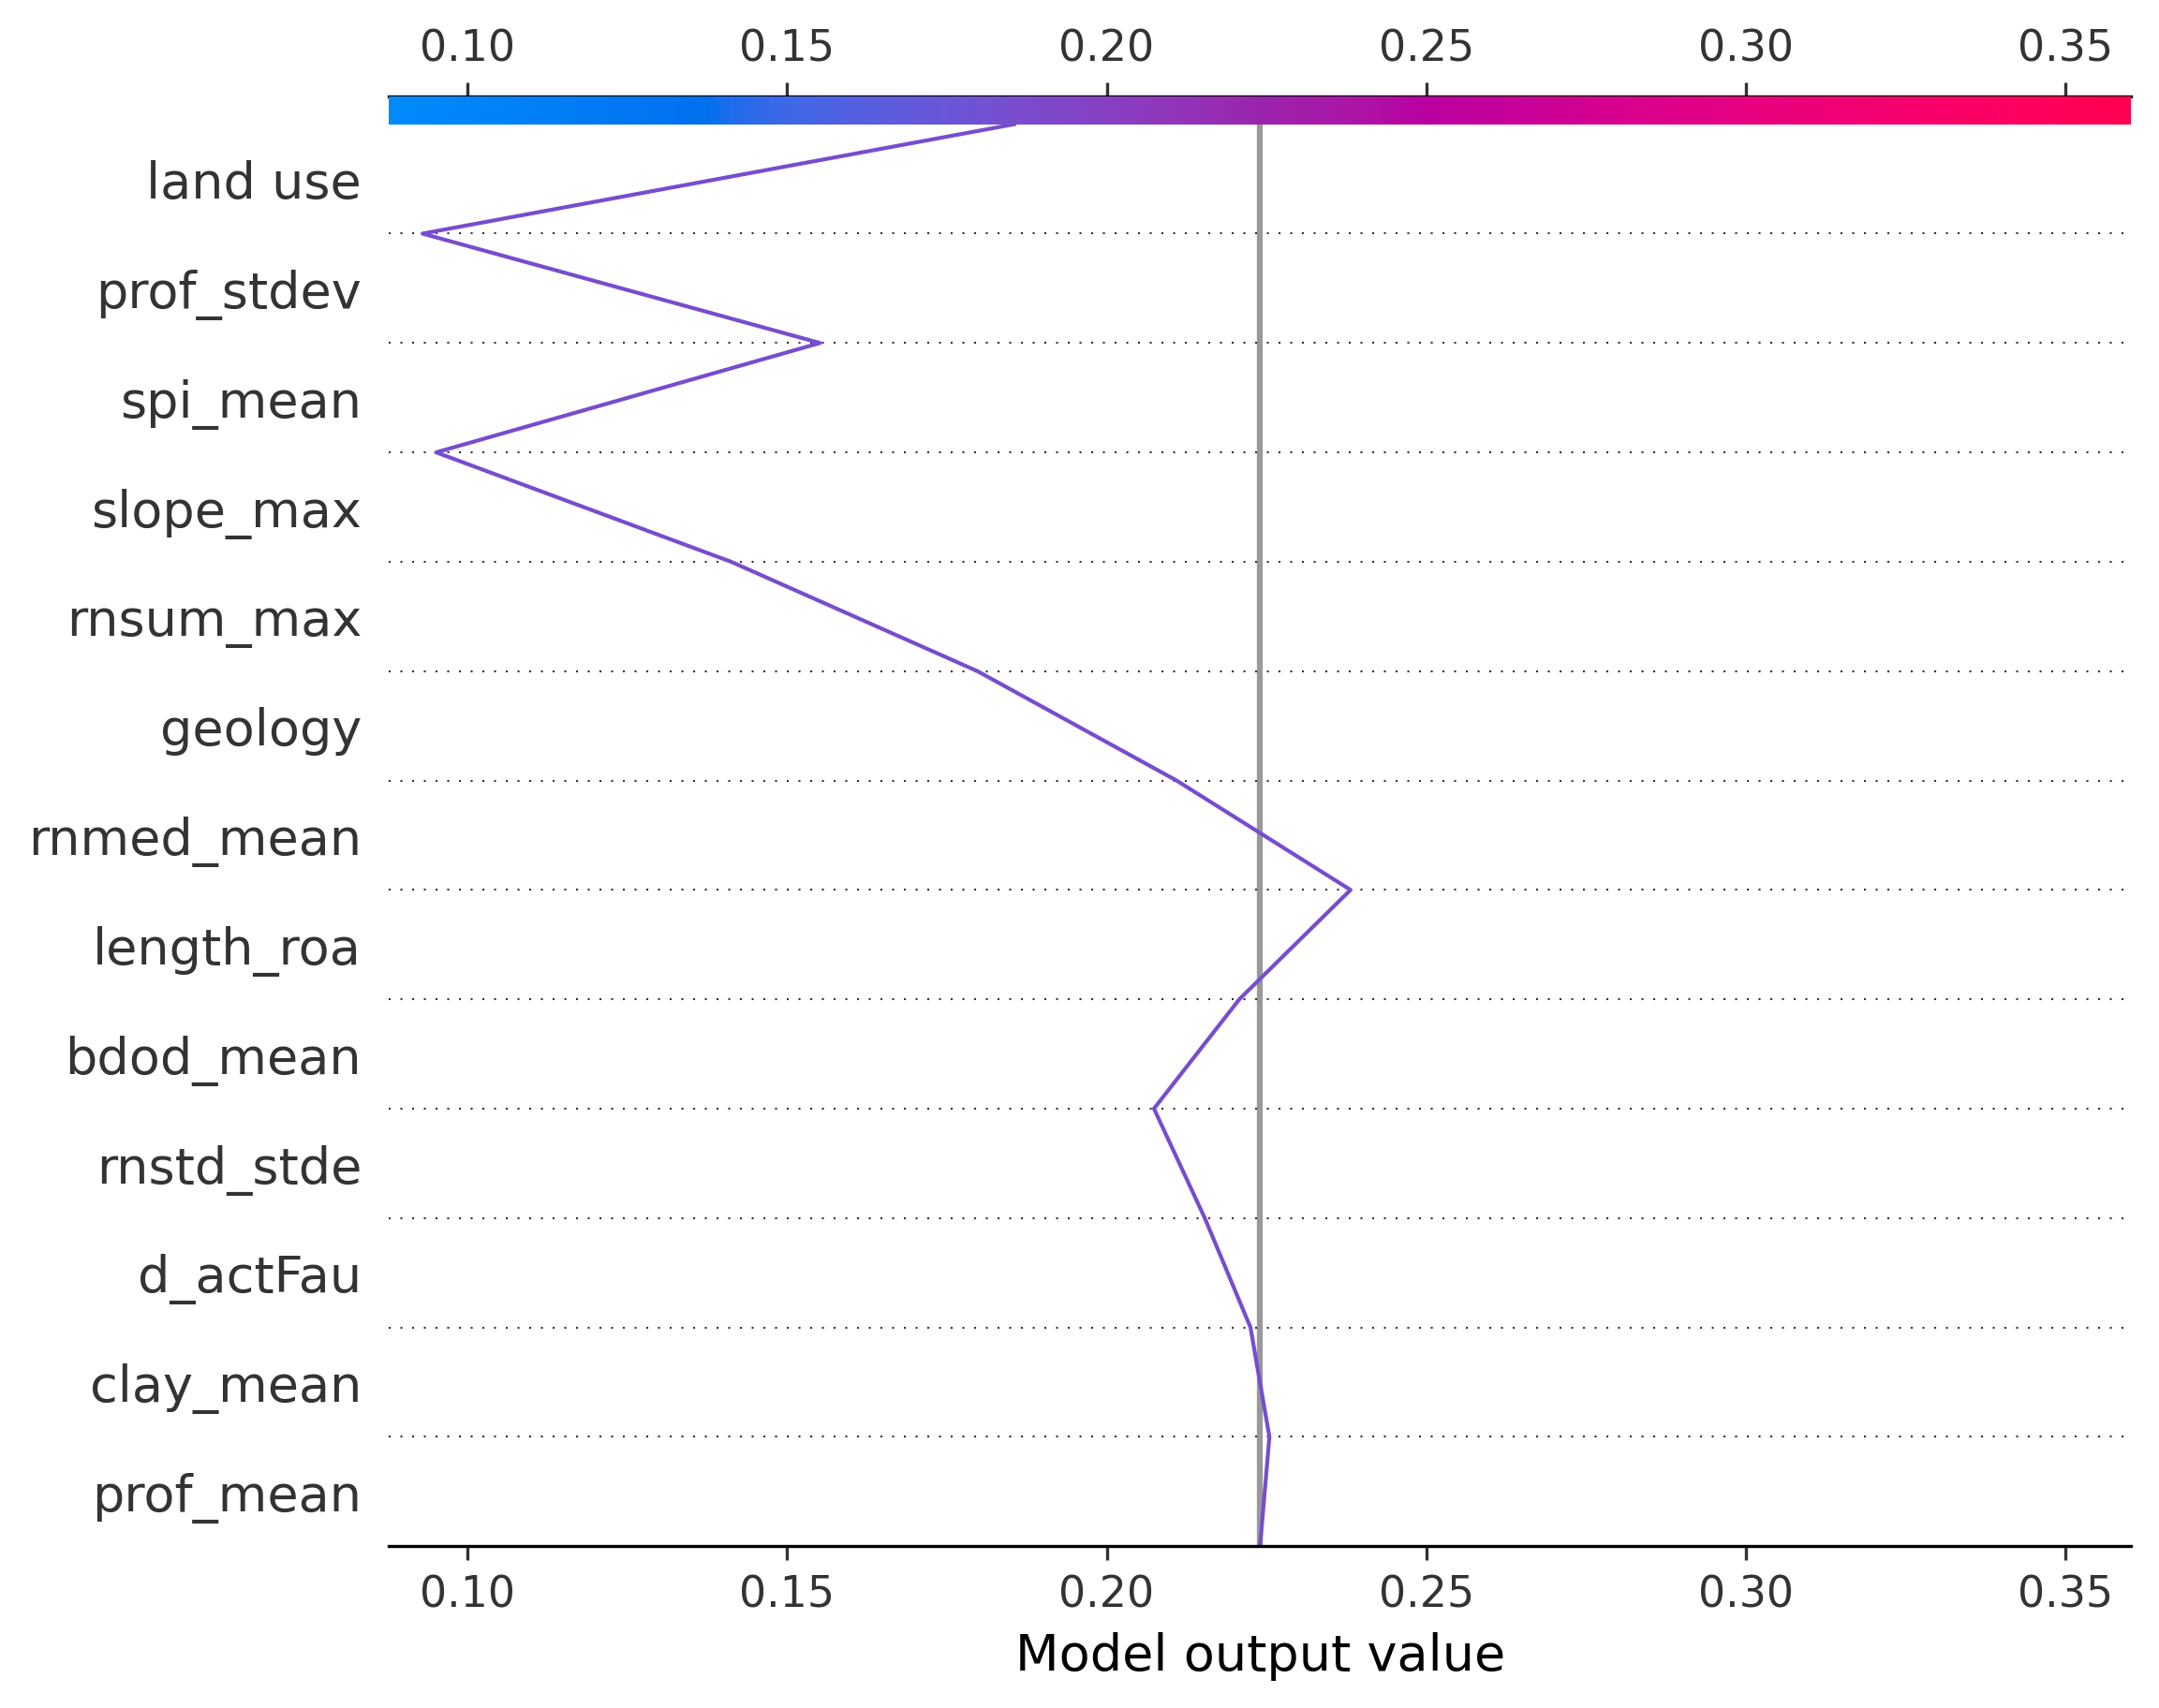 0.10 0.15 0.20 0.25 0.30 0.35
land use
prof_stdev
spi_mean
slope_max
rnsum_max
geology
rnmed_mean
length_roa
bdod_mean
rnstd_stde
d_actFau
clay_mean
prof_mean
0.10 0.15 0.20 0.25 0.30 0.35
Model output value